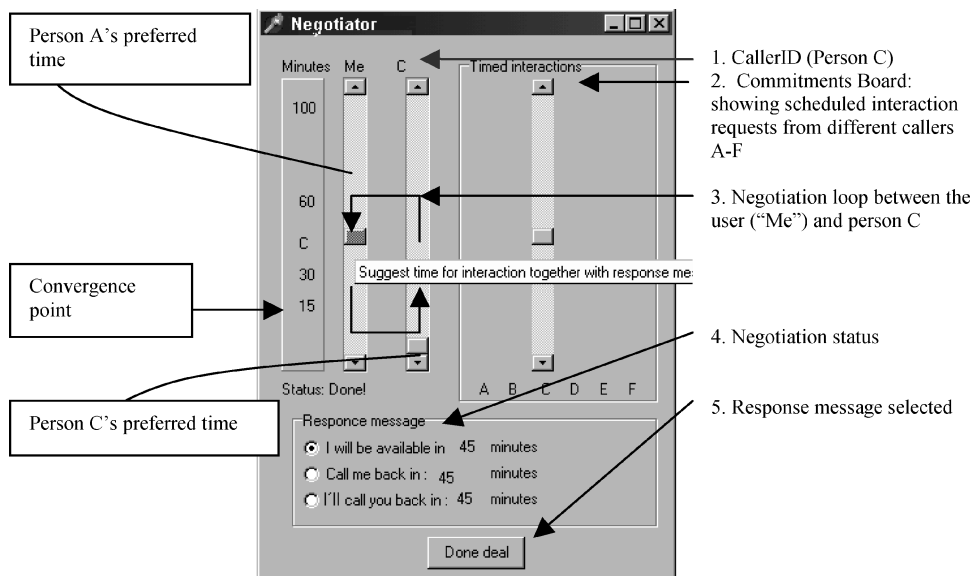 Person A's preferred
time
Convergence
point
Person C's preferred time
Negotiator
Minutes Me C
Timed interactions
100
60
C
30
15
Suggest time for interaction together with response me
Status: Done!
A B C D E F
Responce message
I will be available in 45 minutes
Call me back in : 45 minutes
I'll call you back in : 45 minutes
Done deal
1. CallerID (Person C)
2. Commitments Board:
showing scheduled interaction
requests from different callers
A-F
3. Negotiation loop between the
user ("Me") and person C
4. Negotiation status
5. Response message selected